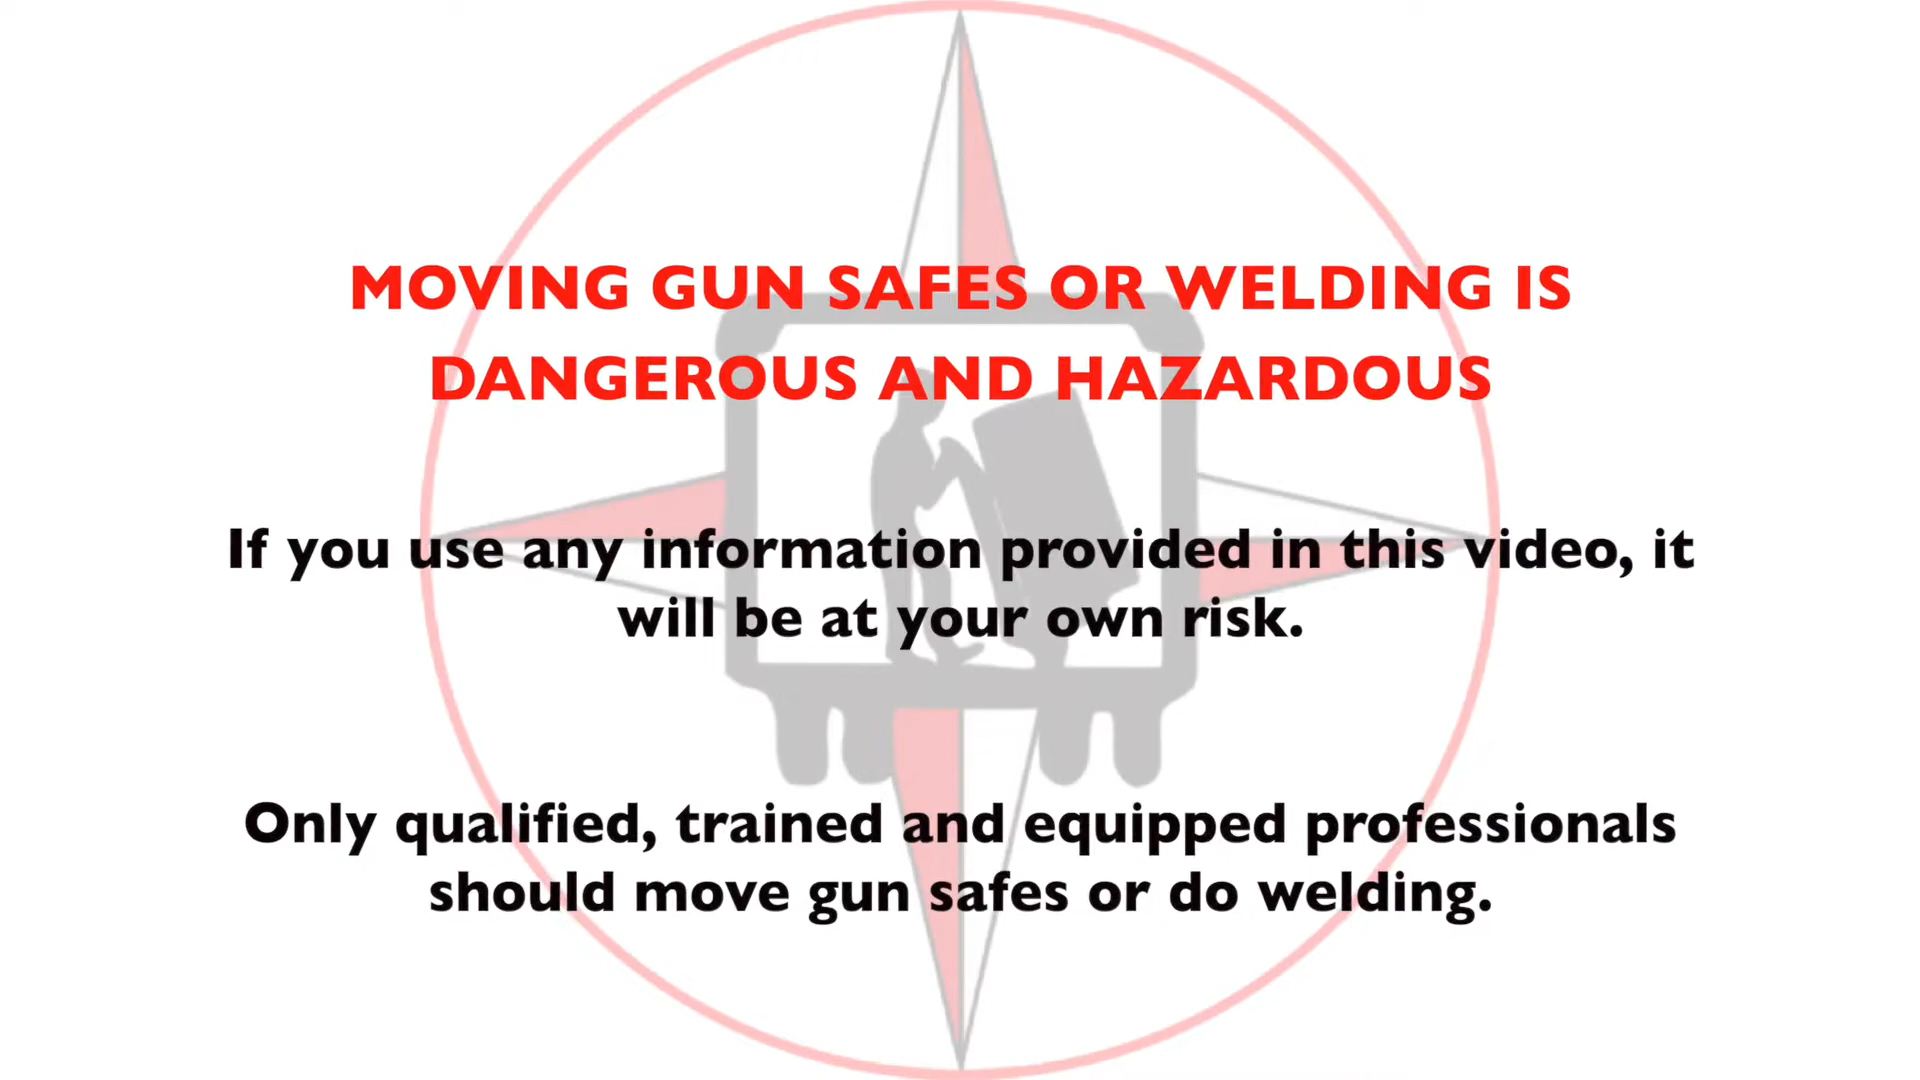 MOVING GUN SAFES OR WELDING IS
DANGEROUS AND HAZARDOUS
If you use any information provided in this video, it
will be at your own risk.
Only qualified, trained and equipped professionals
should move gun safes or do welding.